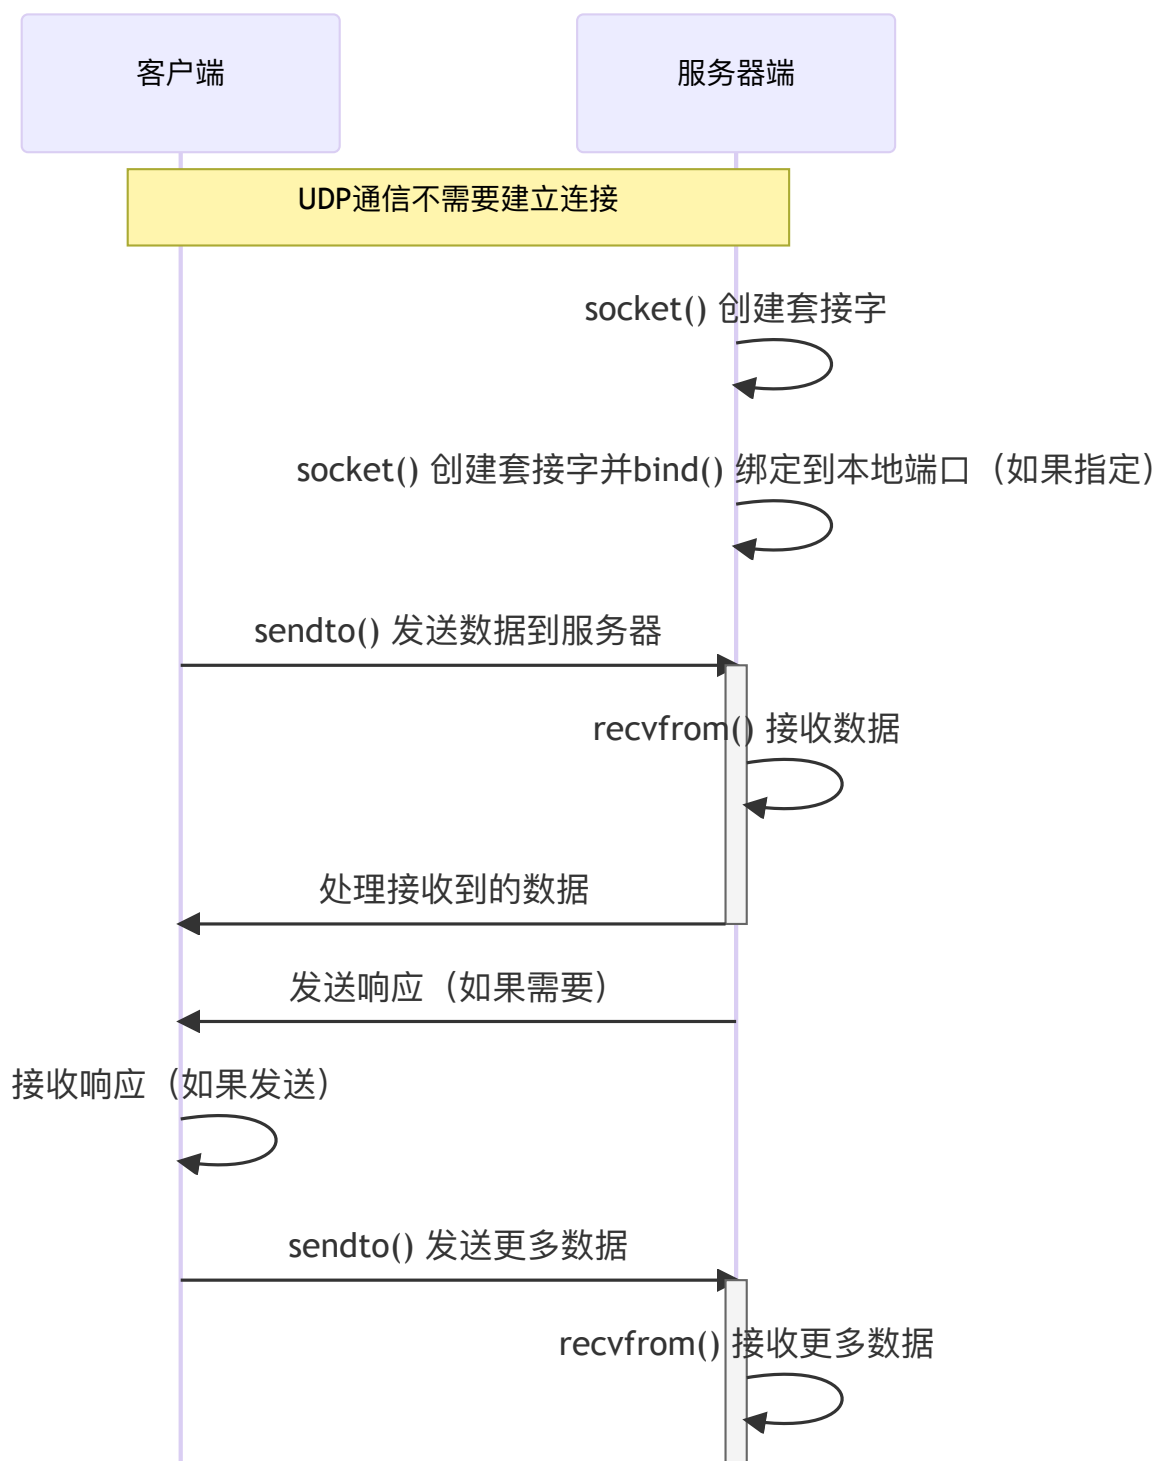 客户端
服务器端
UDP通信不需要建立连接
socket() 创建套接字
socket() 创建套接字并bind() 绑定到本地端口（如果指定）
sendto() 发送数据到服务器
recvfrom() 接收数据
处理接收到的数据
发送响应（如果需要）
接收响应（如果发送）
sendto() 发送更多数据
recvfrom() 接收更多数据